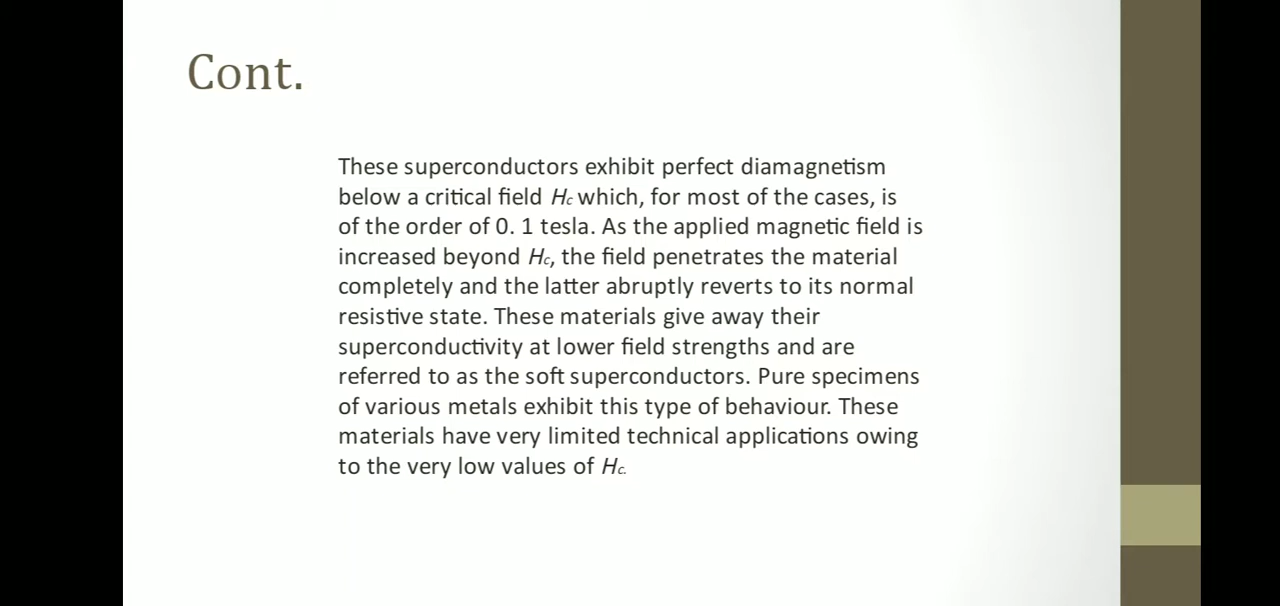 Cont.
These superconductors exhibit perfect diamagnetism
below a critical field Hc which, for most of the cases, is
of the order of 0. 1 tesla. As the applied magnetic field is
increased beyond Hc, the field penetrates the material
completely and the latter abruptly reverts to its normal
resistive state. These materials give away their
superconductivity at lower field strengths and are
referred to as the soft superconductors. Pure specimens
of various metals exhibit this type of behaviour. These
materials have very limited technical applications owing
to the very low values of Hc.